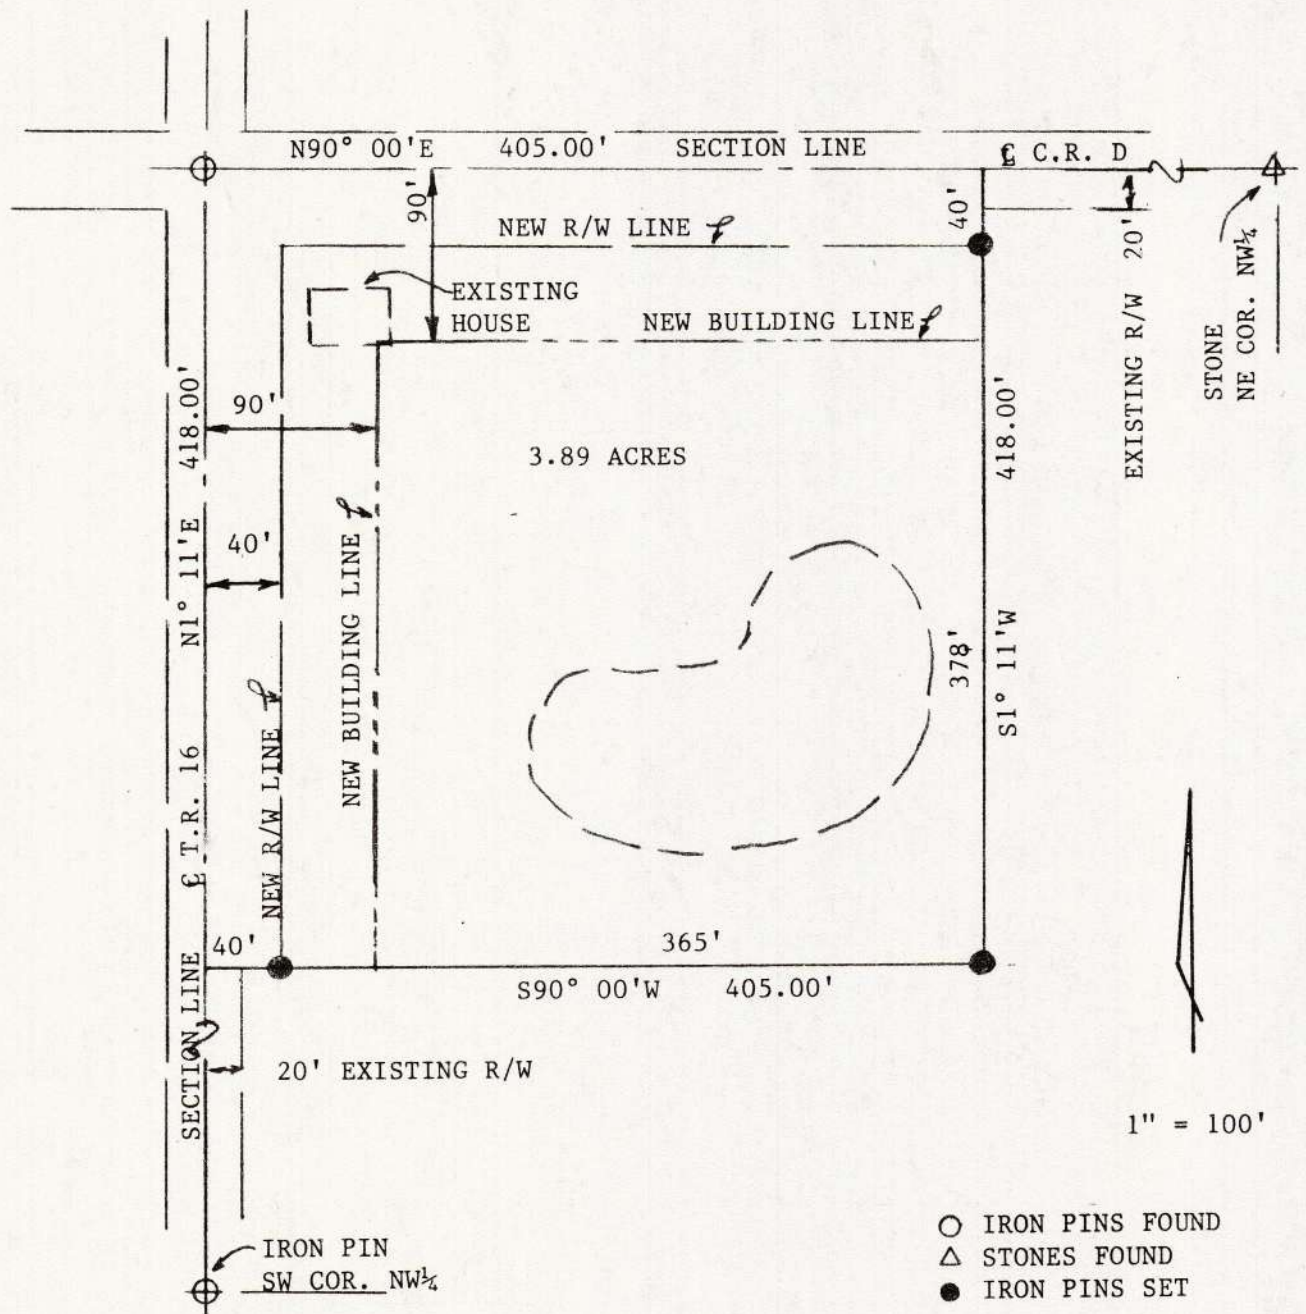 N90° 00'E 405.00' SECTION LINE ℄ C.R. D
90'
40'
NEW R/W LINE
EXISTING
HOUSE
NEW BUILDING LINE
EXISTING R/W 20'
STONE
NE COR. NW¼
418.00'
90'
3.89 ACRES
418.00'
40'
N1° 11'E
NEW BUILDING LINE
378'
S1° 11'W
NEW R/W LINE
℄ T.R. 16
SECTION LINE
40'
365'
S90° 00'W 405.00'
20' EXISTING R/W
1" = 100'
IRON PIN
SW COR. NW¼
IRON PINS FOUND
STONES FOUND
IRON PINS SET